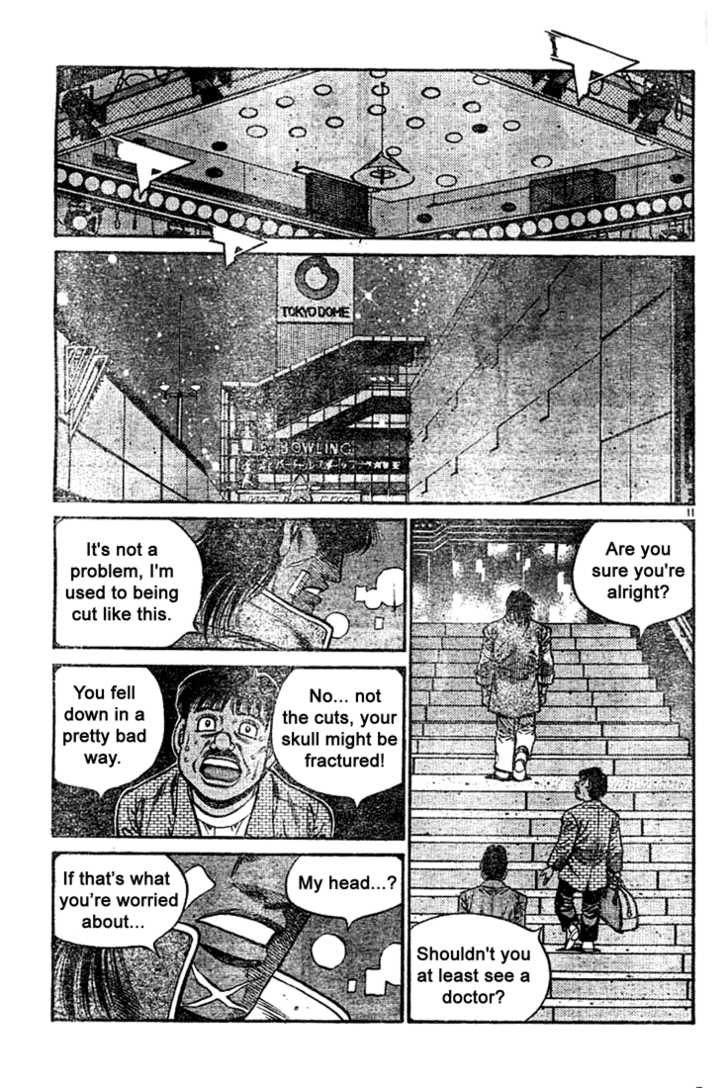 TOKYO DOME
BOWLING
11
Are you
sure you're
alright?
Shouldn't you
at least see a
doctor?
It's not a
problem, I'm
used to being
cut like this.
No... not
the cuts, your
skull might be
fractured!
You fell
down in a
pretty bad
way.
My head...?
If that's what
you're worried
about...